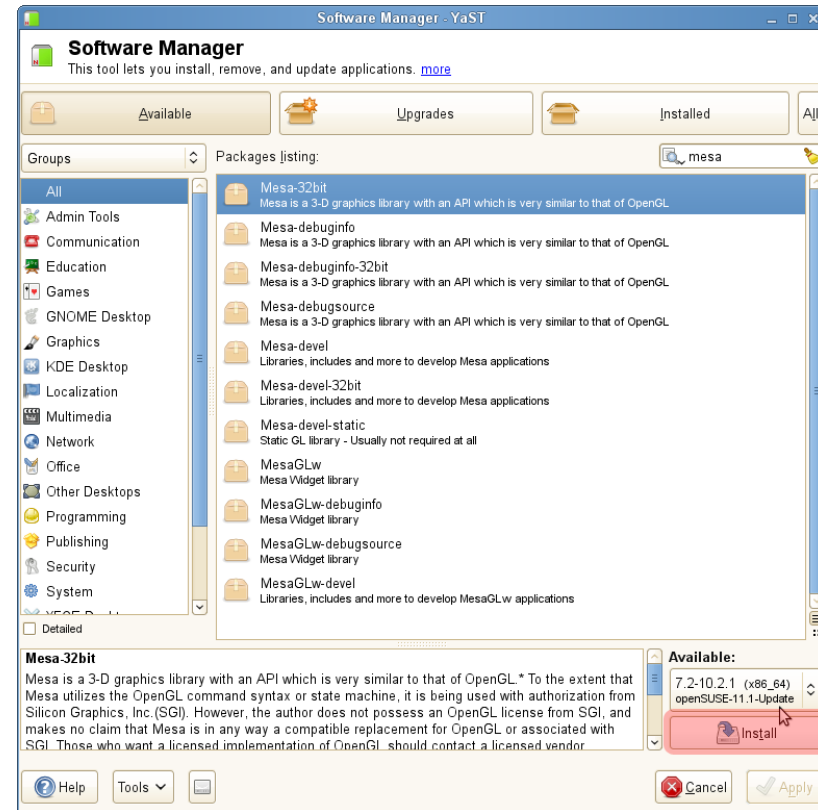 Software Manager - YaST
Software Manager
This tool lets you install, remove, and update applications. more
Available
Upgrades
Installed
All
Groups
Packages listing:
mesa
All
Admin Tools
Communication
Education
Games
GNOME Desktop
Graphics
KDE Desktop
Localization
Multimedia
Network
Office
Other Desktops
Programming
Publishing
Security
System
Detailed
Mesa-32bit
Mesa is a 3-D graphics library with an API which is very similar to that of OpenGL
Mesa-debuginfo
Mesa is a 3-D graphics library with an API which is very similar to that of OpenGL
Mesa-debuginfo-32bit
Mesa is a 3-D graphics library with an API which is very similar to that of OpenGL
Mesa-debugsource
Mesa is a 3-D graphics library with an API which is very similar to that of OpenGL
Mesa-devel
Libraries, includes and more to develop Mesa applications
Mesa-devel-32bit
Libraries, includes and more to develop Mesa applications
Mesa-devel-static
Static GL library - Usually not required at all
MesaGLw
Mesa Widget library
MesaGLw-debuginfo
Mesa Widget library
MesaGLw-debugsource
Mesa Widget library
MesaGLw-devel
Libraries, includes and more to develop MesaGLw applications
Mesa-32bit
Mesa is a 3-D graphics library with an API which is very similar to that of OpenGL.* To the extent that
Mesa utilizes the OpenGL command syntax or state machine, it is being used with authorization from
Silicon Graphics, Inc.(SGI). However, the author does not possess an OpenGL license from SGI, and
makes no claim that Mesa is in any way a compatible replacement for OpenGL or associated with
SGI. Those who want a licensed implementation of OpenGL should contact a licensed vendor.
Available:
7.2-10.2.1 (x86_64)
openSUSE-11.1-Update
Install
Help
Tools
Cancel
Apply